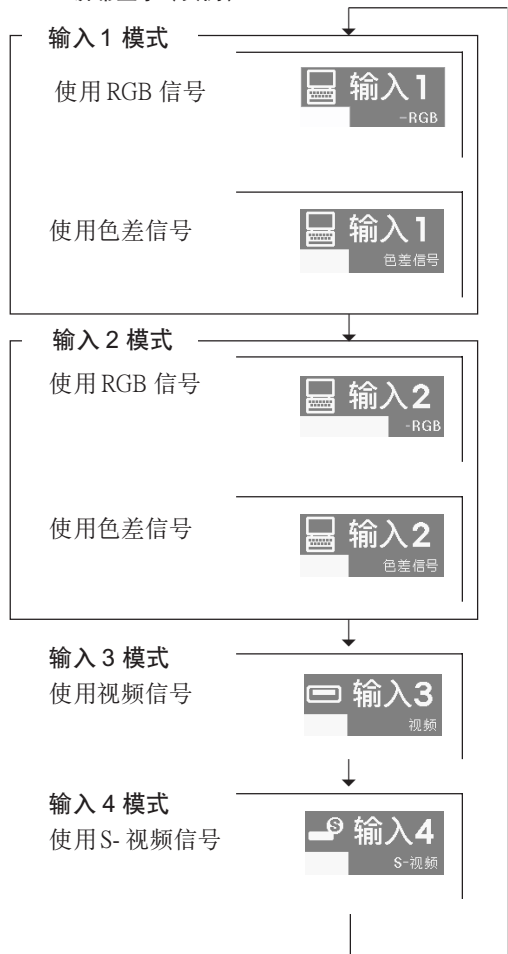 输入 1 模式
使用 RGB 信号
输入1
-RGB
使用色差信号
输入1
色差信号
输入 2 模式
使用 RGB 信号
输入2
-RGB
使用色差信号
输入2
色差信号
输入 3 模式
使用视频信号
输入3
视频
输入 4 模式
使用 S- 视频信号
S
输入4
S-视频